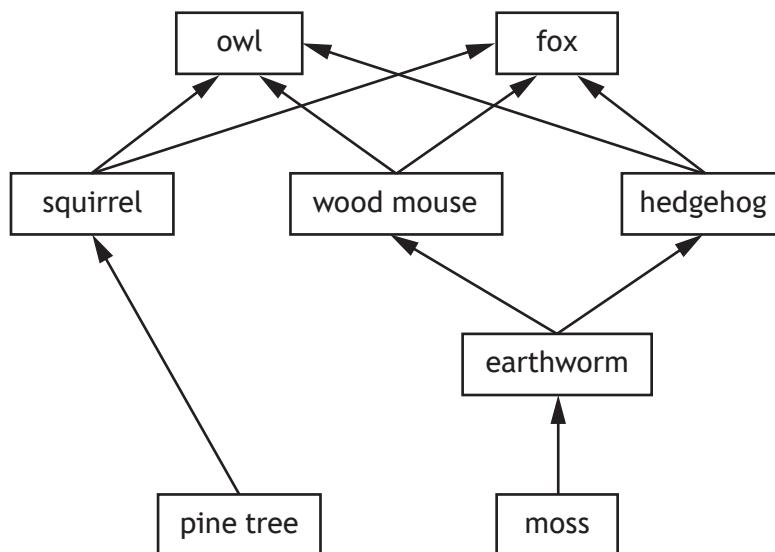 owl
fox
squirrel
wood mouse
hedgehog
earthworm
pine tree
moss